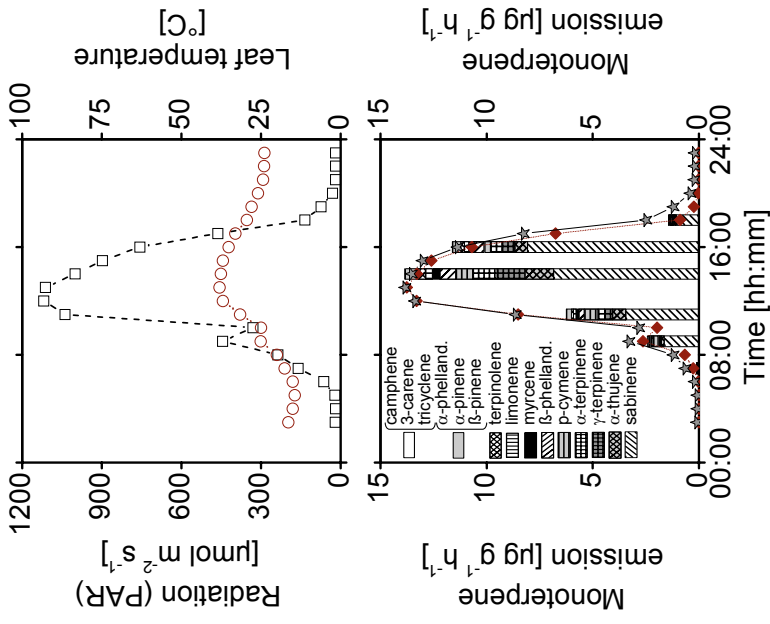 Radiation (PAR)
[µmol m⁻² s⁻¹]
1200
900
600
300
0
Leaf temperature
[°C]
100
75
50
25
0
Monoterpene
emission [µg g⁻¹ h⁻¹]
15
10
5
0
camphene
3-carene
tricyclene
α-phelland.
α-pinene
ß-pinene
terpinolene
limonene
myrcene
ß-phelland.
p-cymene
α-terpinene
γ-terpinene
α-thujene
sabinene
Monoterpene
emission [µg g⁻¹ h⁻¹]
15
10
5
0
00:00
08:00
16:00
24:00
Time [hh:mm]